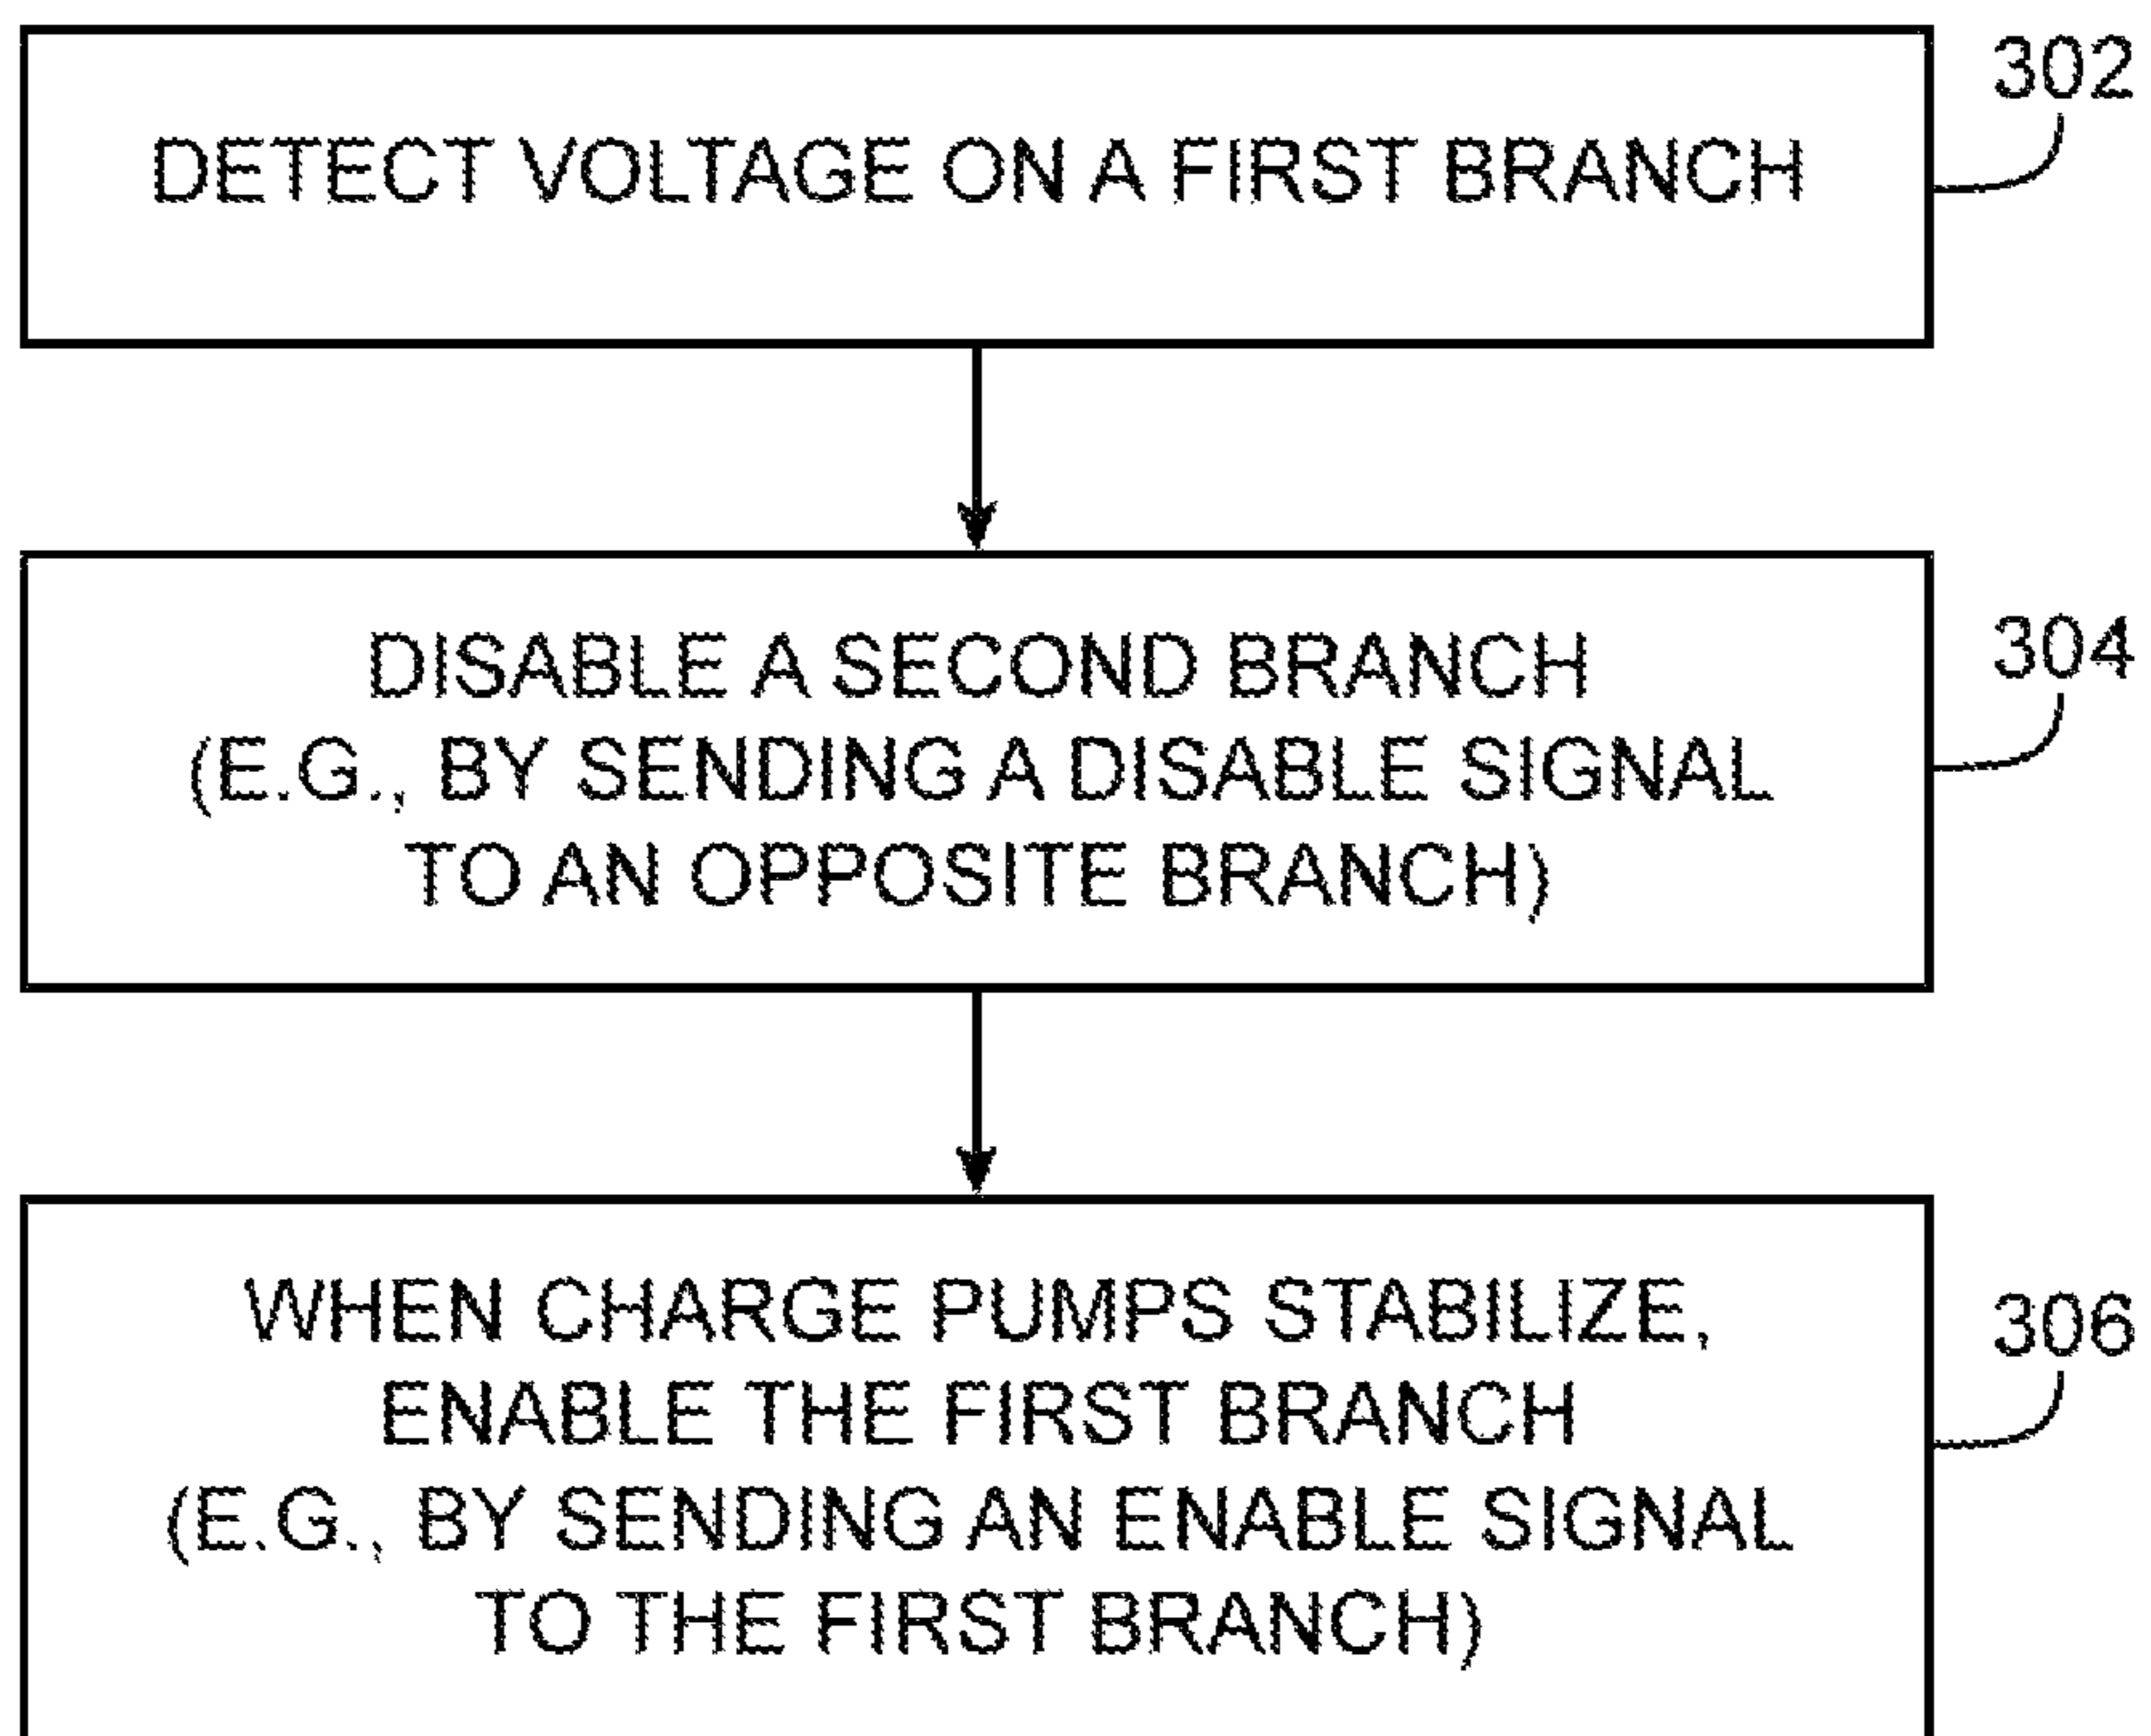 302
DETECT VOLTAGE ON A FIRST BRANCH
304
DISABLE A SECOND BRANCH
(E.G., BY SENDING A DISABLE SIGNAL
TO AN OPPOSITE BRANCH)
306
WHEN CHARGE PUMPS STABILIZE,
ENABLE THE FIRST BRANCH
(E.G., BY SENDING AN ENABLE SIGNAL
TO THE FIRST BRANCH)